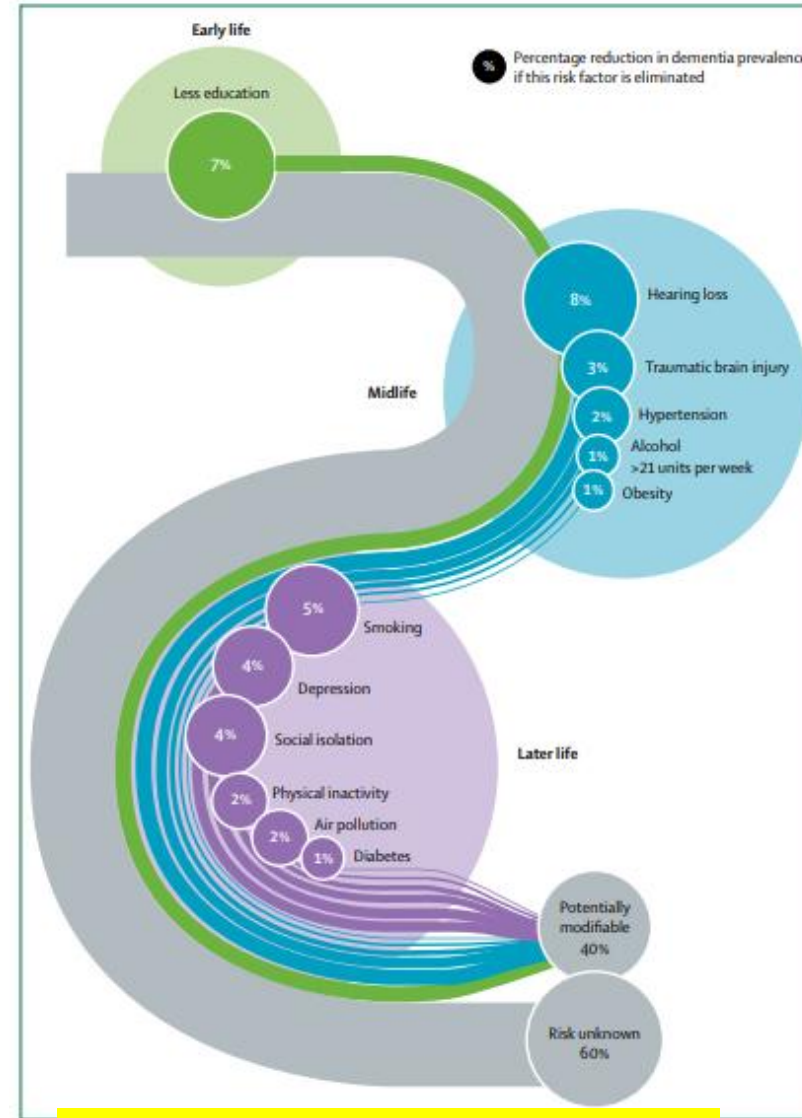 Early life
% Percentage reduction in dementia prevalence
if this risk factor is eliminated
Less education
7%
8% Hearing loss
3% Traumatic brain injury
Midlife
2% Hypertension
1% Alcohol
>21 units per week
1% Obesity
5% Smoking
4% Depression
4% Social isolation
Later life
2% Physical inactivity
2% Air pollution
1% Diabetes
Potentially
modifiable
40%
Risk unknown
60%